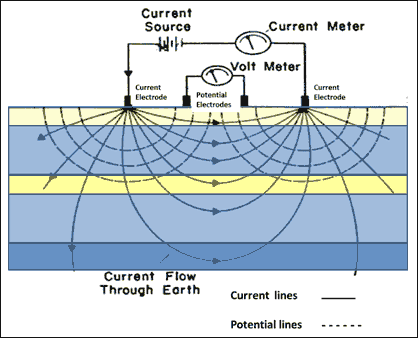 Current
Source
Current Meter
Volt Meter
Current
Electrode
Potential
Electrodes
Current
Electrode
Current Flow
Through Earth
Current lines
Potential lines